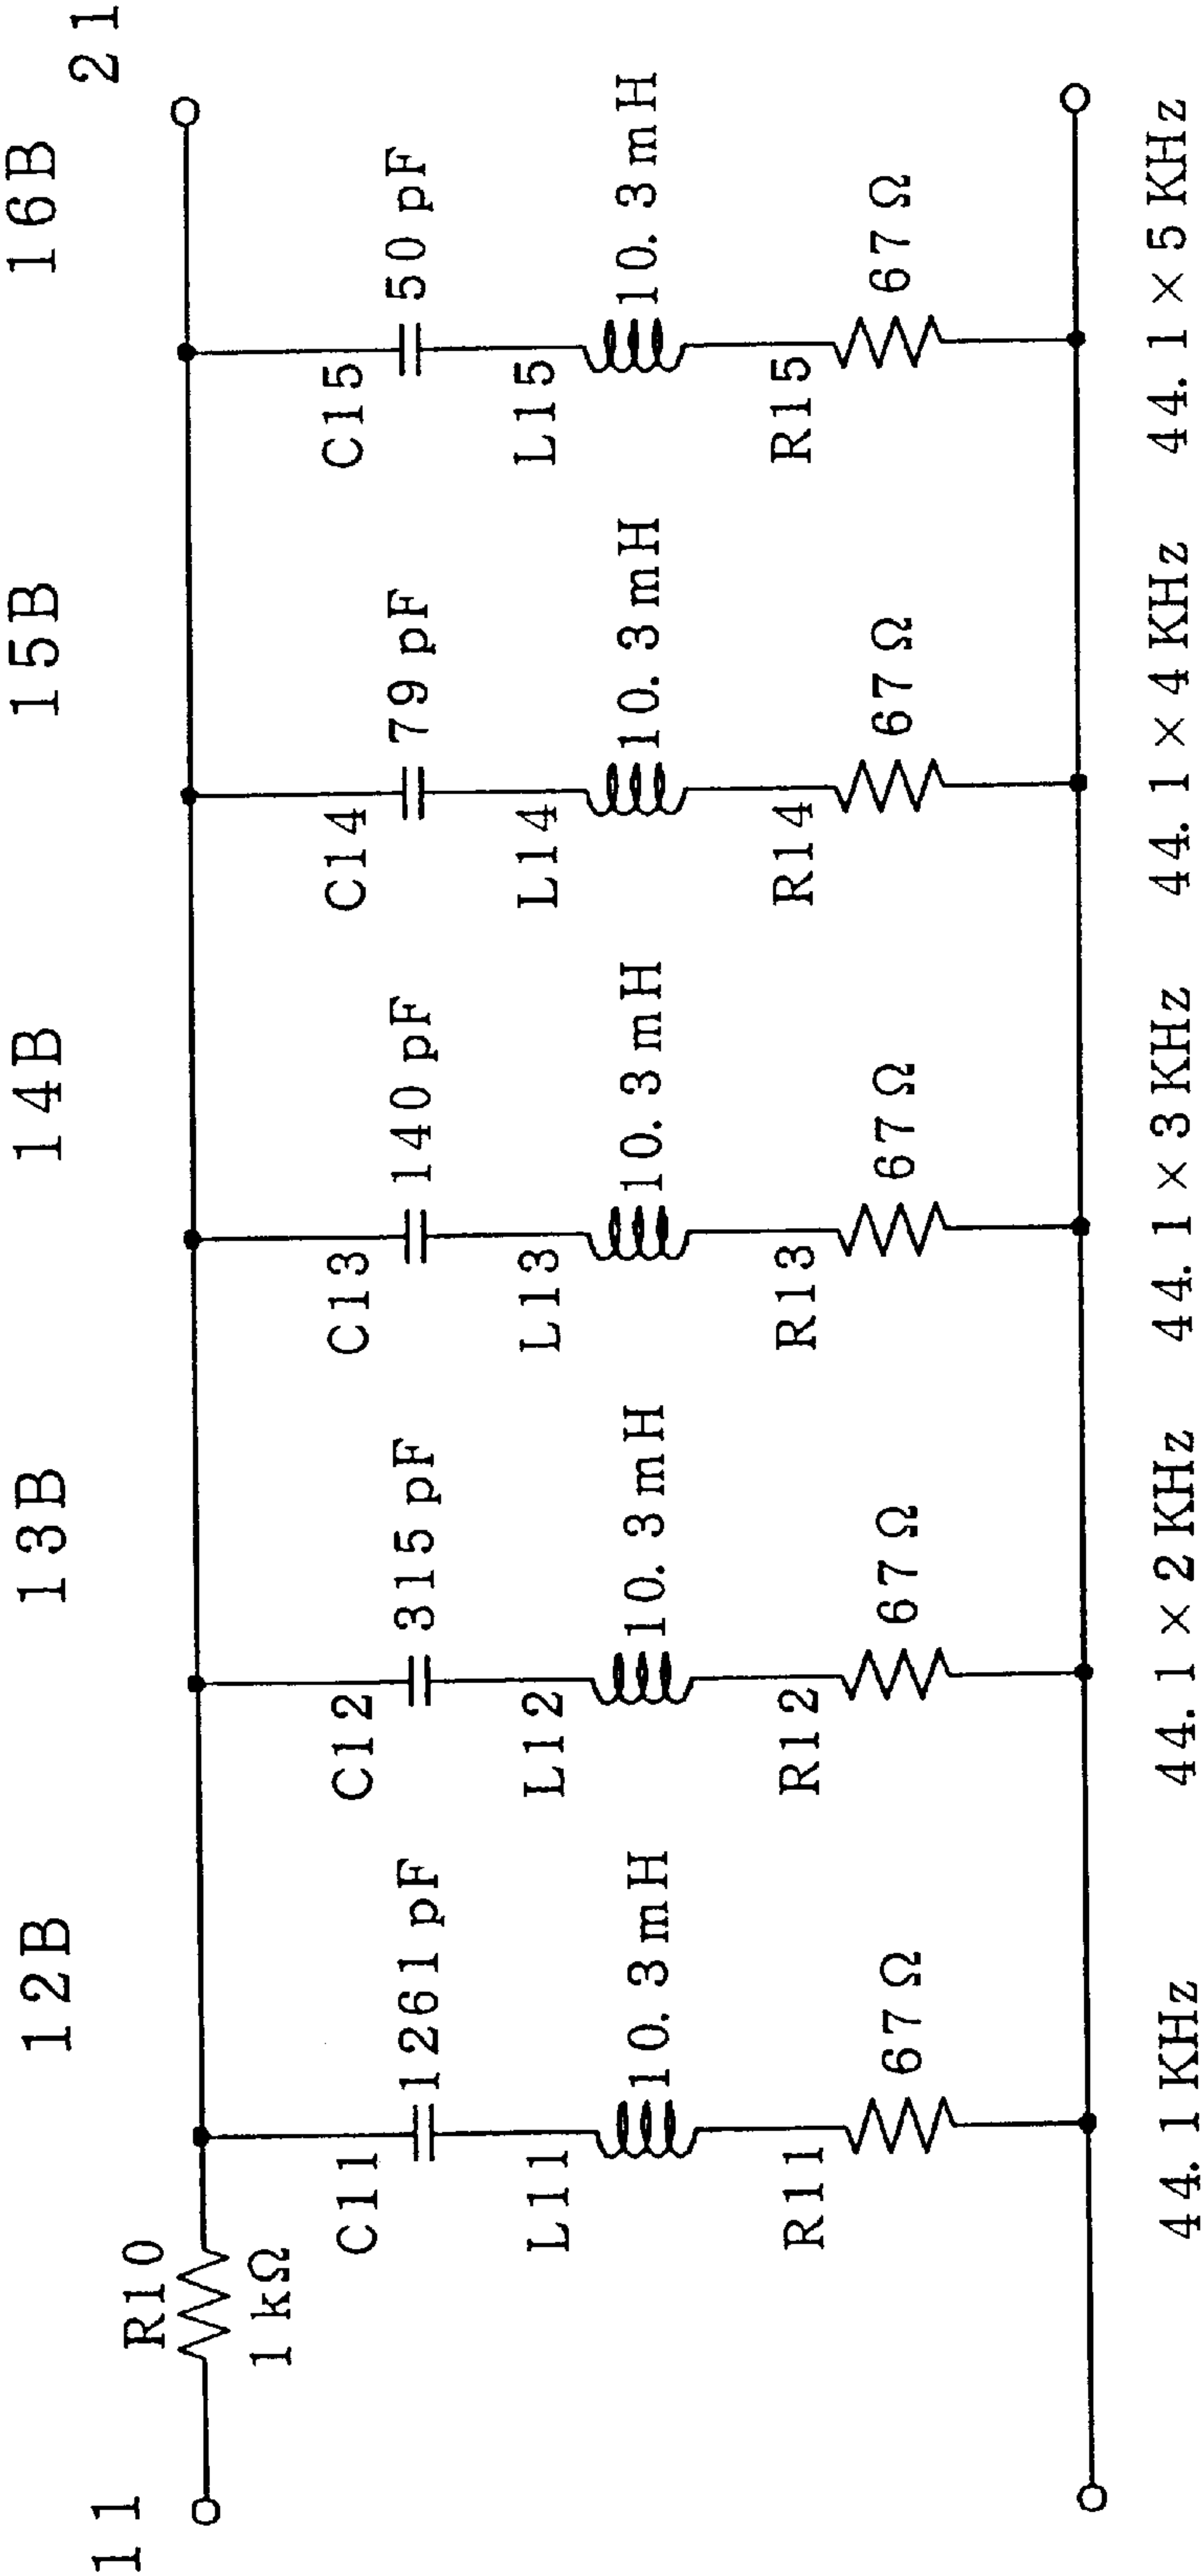 11
R10
1kΩ
12B
C11
1261pF
L11
10.3mH
R11
67Ω
44.1KHz
13B
C12
315pF
L12
10.3mH
R12
67Ω
44.1×2KHz
14B
C13
140pF
L13
10.3mH
R13
67Ω
44.1×3KHz
15B
C14
79pF
L14
10.3mH
R14
67Ω
44.1×4KHz
16B
C15
50pF
L15
10.3mH
R15
67Ω
44.1×5KHz
21